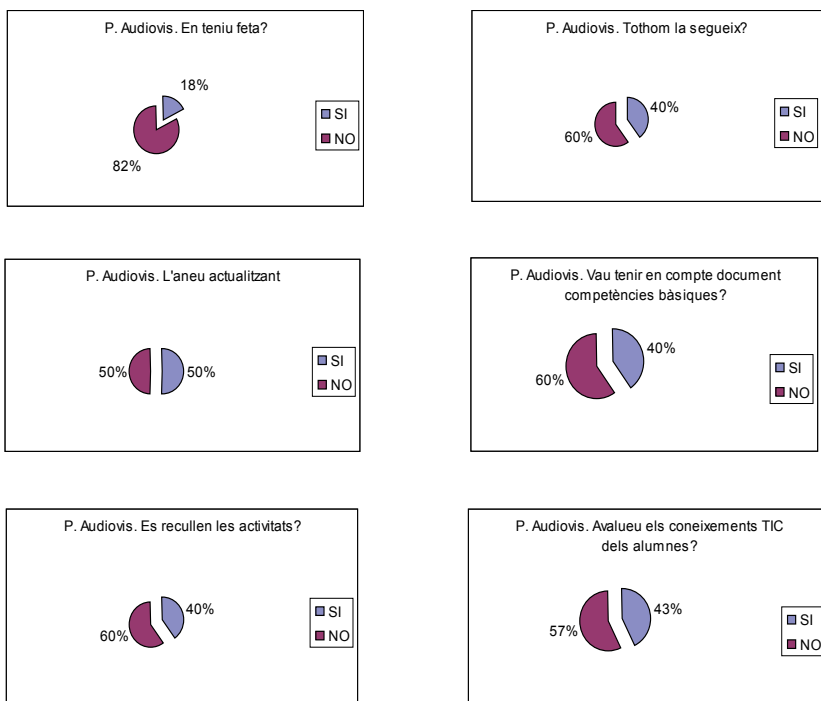 P. Audiovis. En teniu feta?
18%
82%
SI
NO
P. Audiovis. Tothom la segueix?
40%
60%
SI
NO
P. Audiovis. L'aneu actualitzant
50%
50%
SI
NO
P. Audiovis. Vau tenir en compte document
competències bàsiques?
40%
60%
SI
NO
P. Audiovis. Es recullen les activitats?
40%
60%
SI
NO
P. Audiovis. Avalueu els coneixements TIC
dels alumnes?
43%
57%
SI
NO